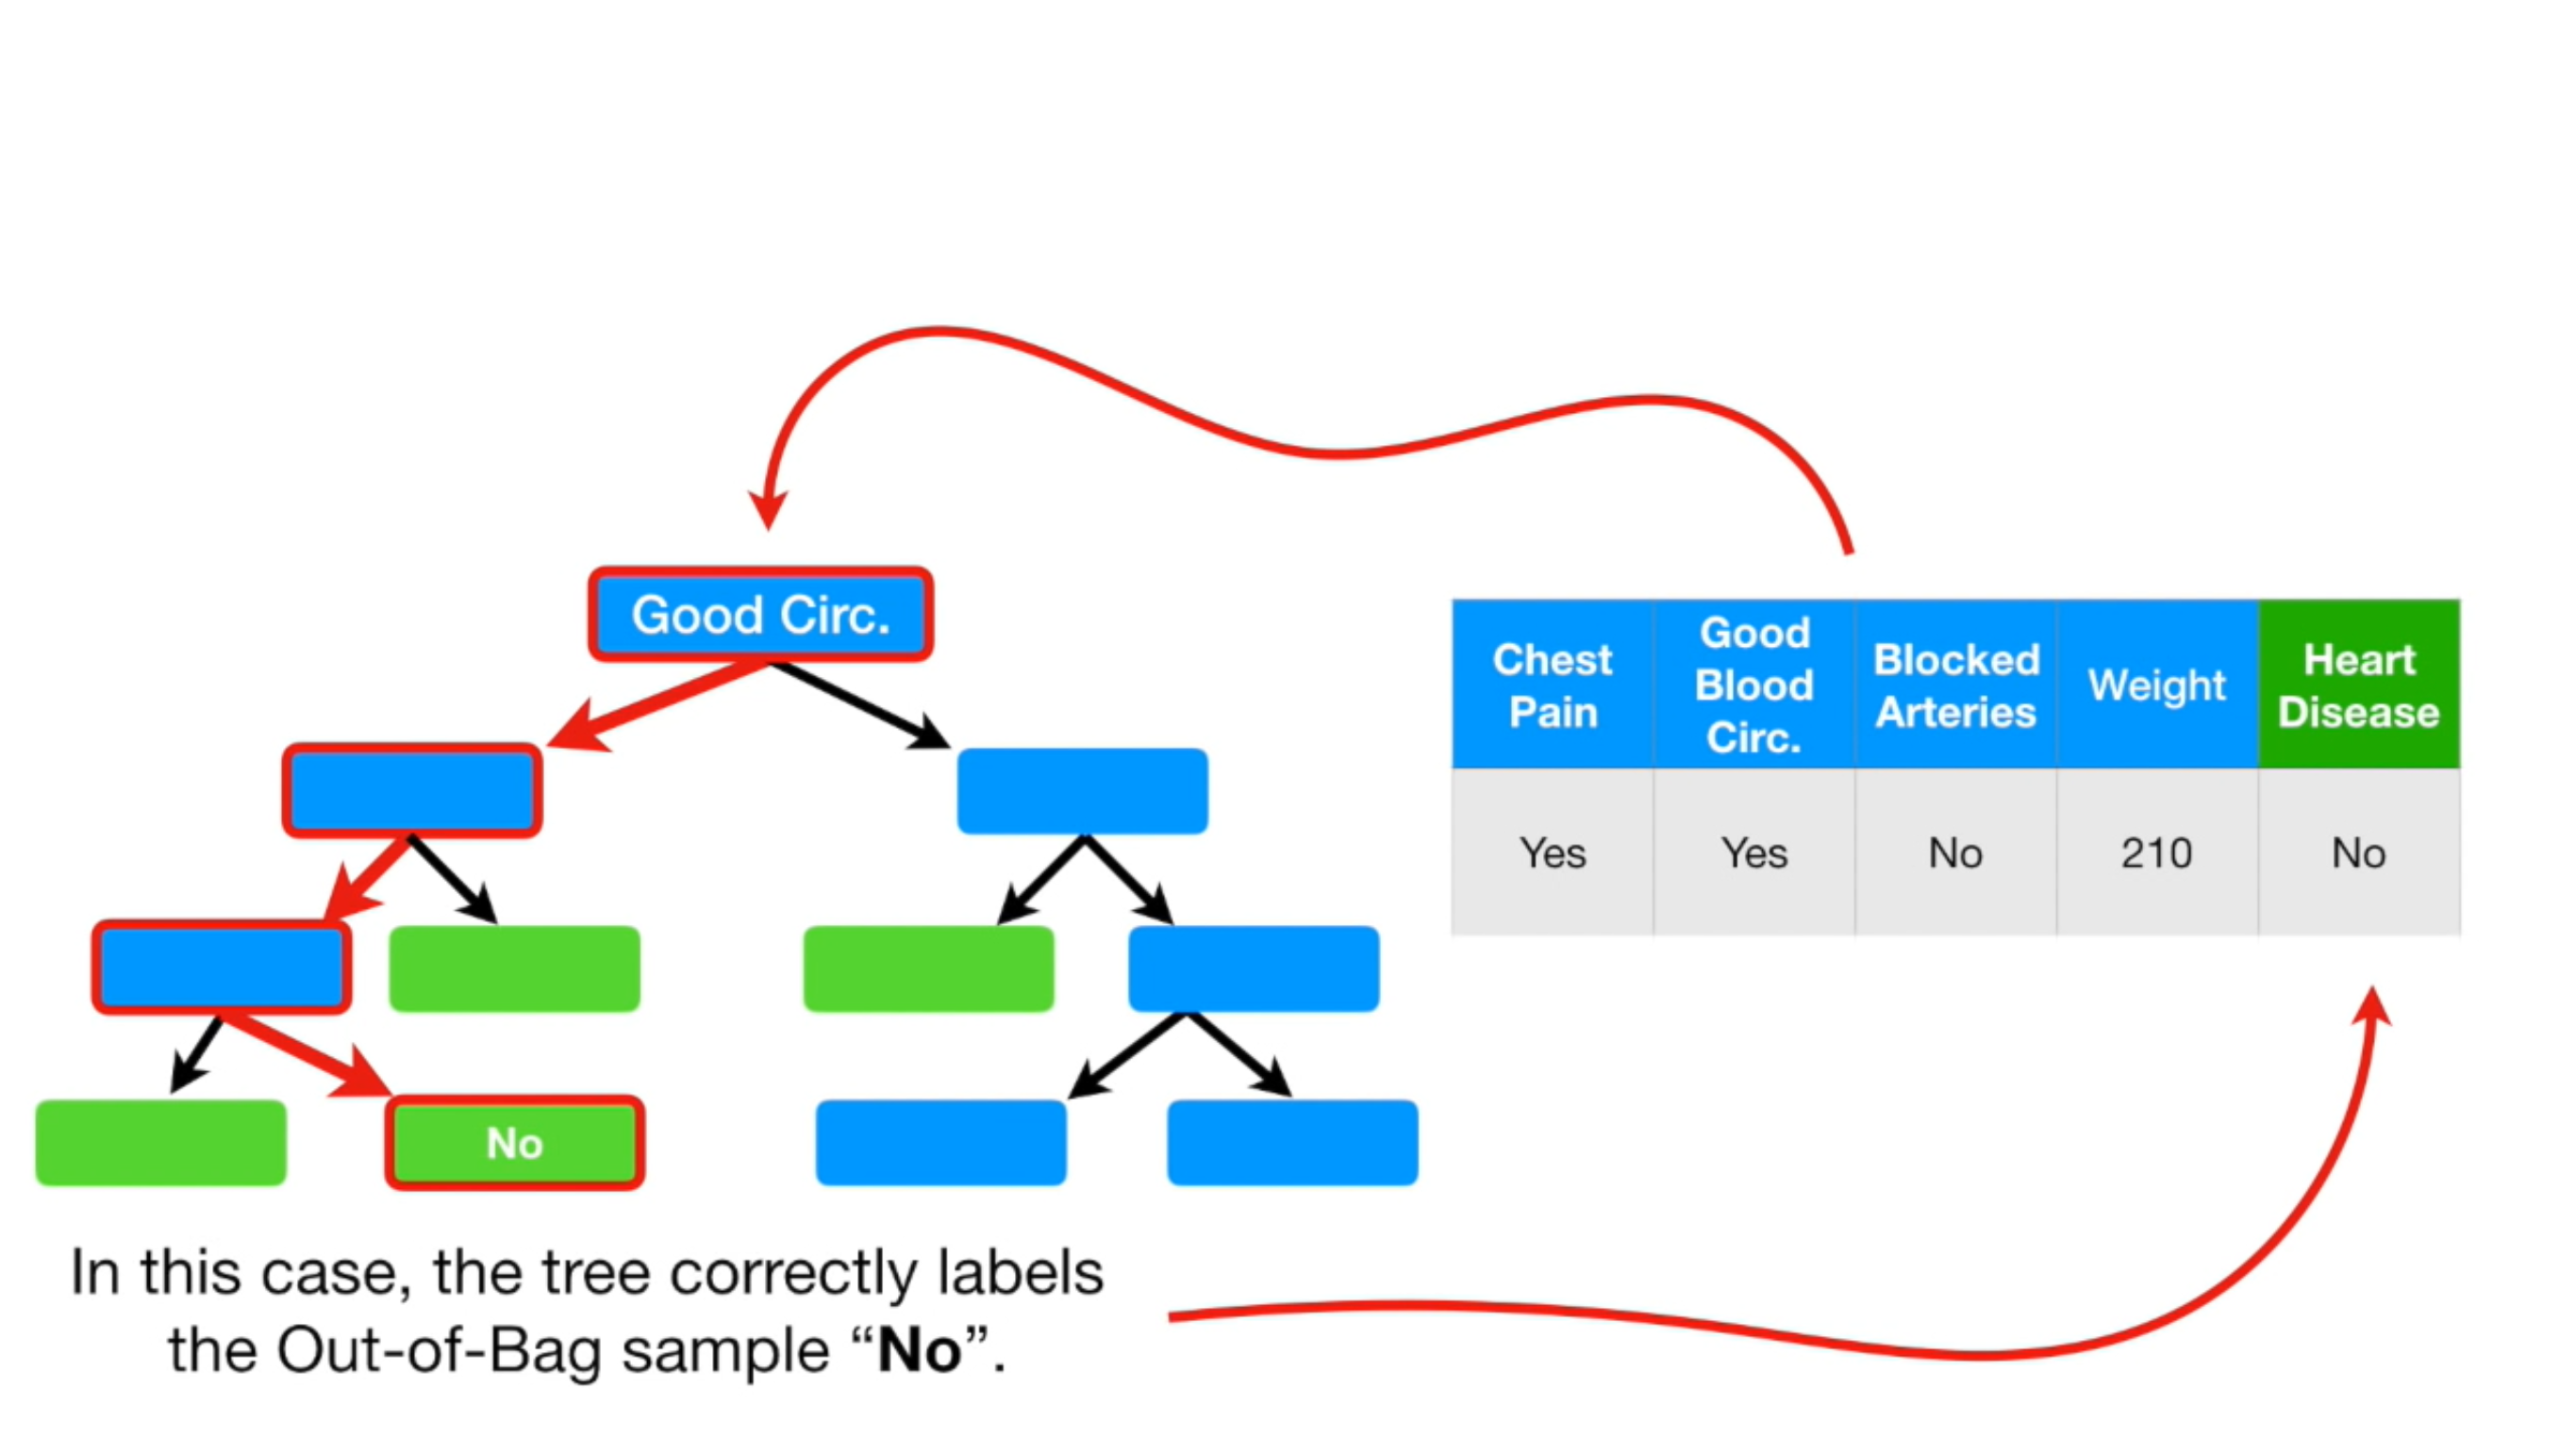 Good Circ.
No
Chest
Pain
Good
Blood
Circ.
Blocked
Arteries
Weight
Heart
Disease
Yes
Yes
No
210
No
In this case, the tree correctly labels
the Out-of-Bag sample “No”.